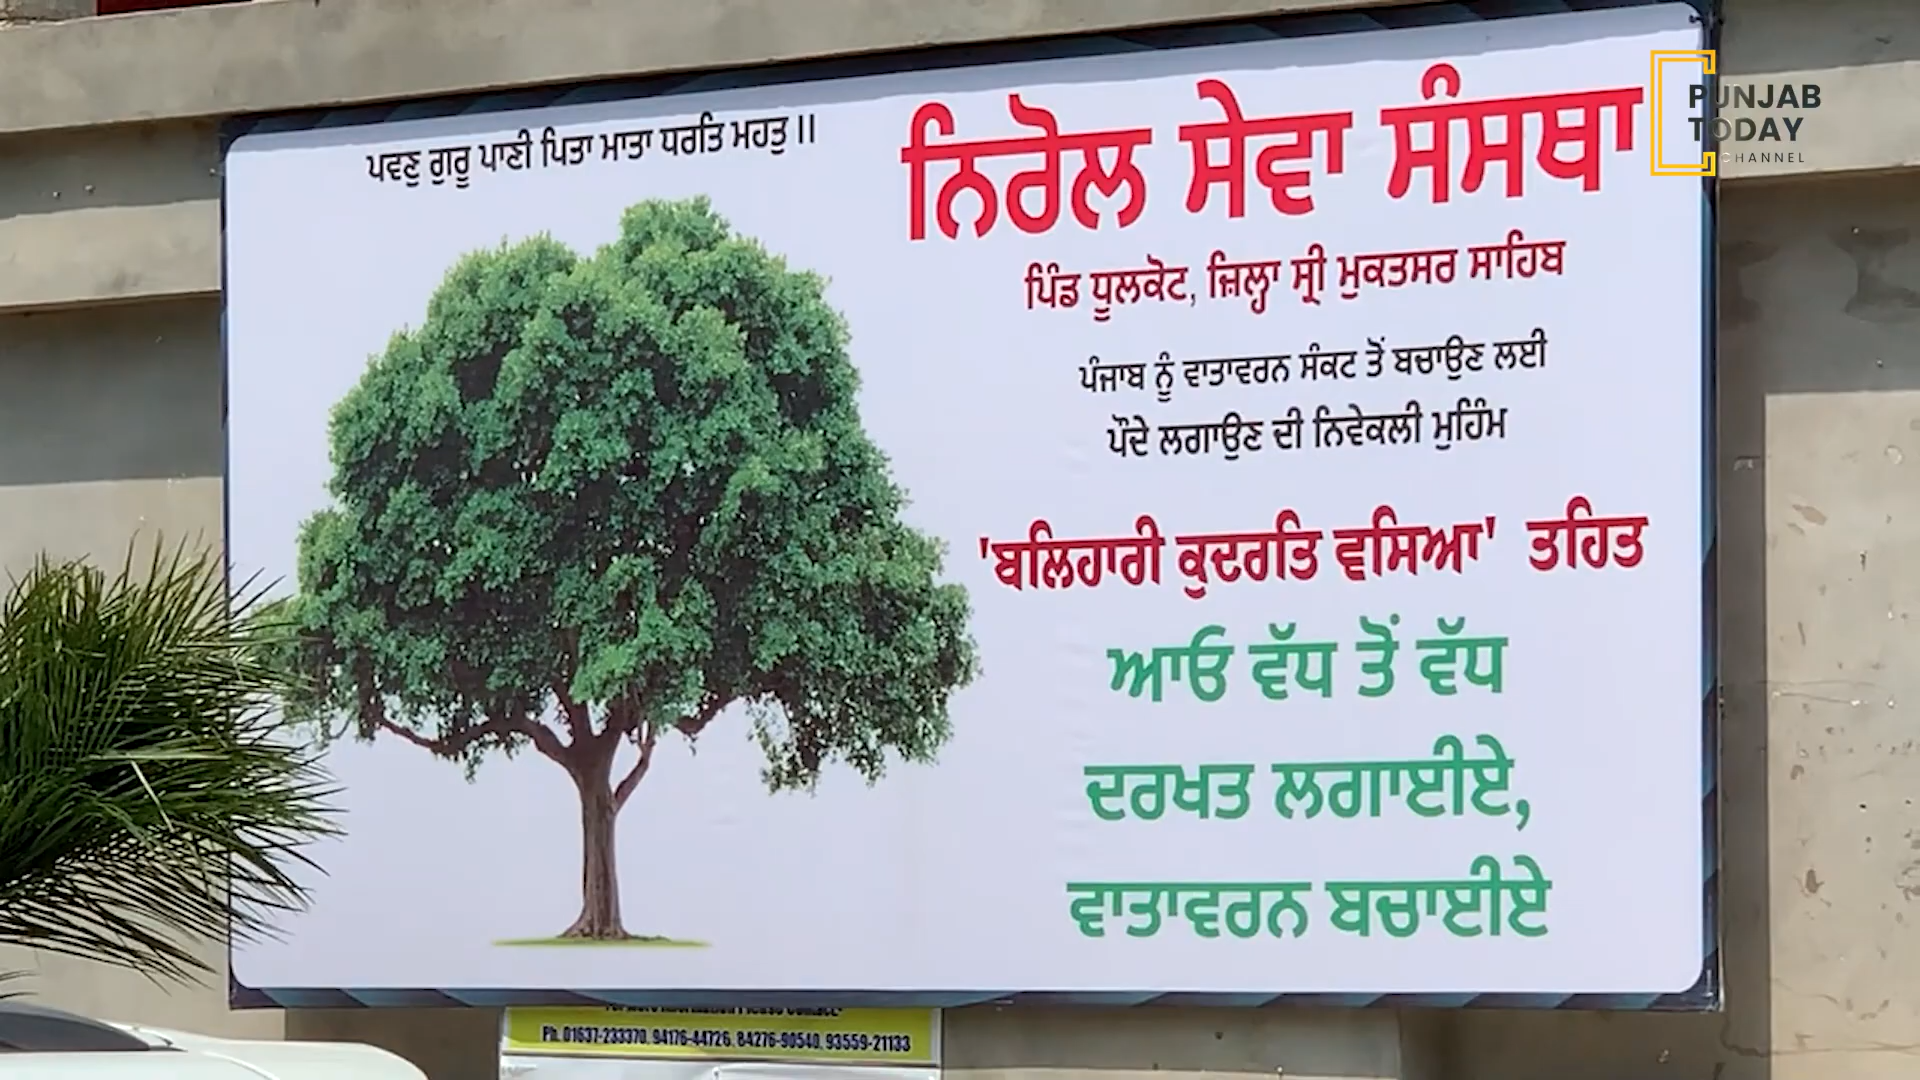 ਪਵਣੁ ਗੁਰੂ ਪਾਣੀ ਪਿਤਾ ਮਾਤਾ ਧਰਤਿ ਮਹਤੁ ॥
ਨਿਰੋਲ ਸੇਵਾ ਸੰਸਥਾ
ਪਿੰਡ ਧੂਲਕੋਟ, ਜ਼ਿਲ੍ਹਾ ਸ੍ਰੀ ਮੁਕਤਸਰ ਸਾਹਿਬ
ਪੰਜਾਬ ਨੂੰ ਵਾਤਾਵਰਨ ਸੰਕਟ ਤੋਂ ਬਚਾਉਣ ਲਈ
ਪੌਦੇ ਲਗਾਉਣ ਦੀ ਨਿਵੇਕਲੀ ਮੁਹਿੰਮ
'ਬਲਿਹਾਰੀ ਕੁਦਰਤਿ ਵਸਿਆ' ਤਹਿਤ
ਆਓ ਵੱਧ ਤੋਂ ਵੱਧ
ਦਰਖਤ ਲਗਾਈਏ,
ਵਾਤਾਵਰਨ ਬਚਾਈਏ
Ph. 01637-233370, 94176-44726, 84276-90540, 93559-21133
PUNJAB
TODAY
CHANNEL